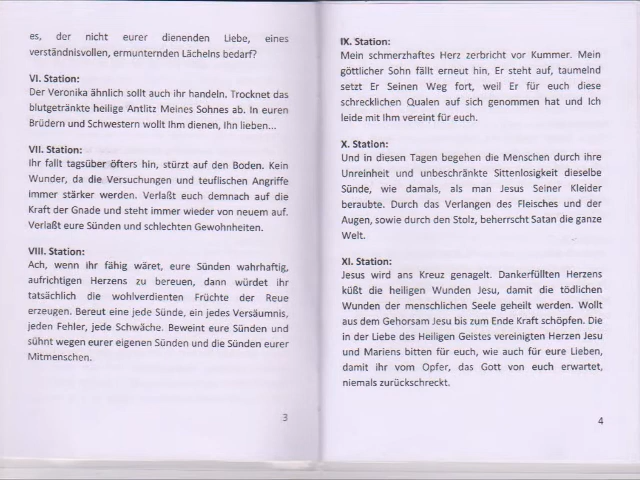 es, der nicht eurer dienenden Liebe, eines
verständnisvollen, ermunternden Lächelns bedarf?
VI. Station:
Der Veronika ähnlich sollt auch ihr handeln. Trocknet das
blutgetränkte heilige Antlitz Meines Sohnes ab. In euren
Brüdern und Schwestern wollt Ihm dienen, Ihn lieben...
VII. Station:
Ihr fallt tagsüber öfters hin, stürzt auf den Boden. Kein
Wunder, da die Versuchungen und teuflischen Angriffe
immer stärker werden. Verlaßt euch demnach auf die
Kraft der Gnade und steht immer wieder von neuem auf.
Verlaßt eure Sünden und schlechten Gewohnheiten.
VIII. Station:
Ach, wenn ihr fähig wäret, eure Sünden wahrhaftig,
aufrichtigen Herzens zu bereuen, dann würdet ihr
tatsächlich die wohlverdienten Früchte der Reue
erzeugen. Bereut eine jede Sünde, ein jedes Versäumnis,
jeden Fehler, jede Schwäche. Beweint eure Sünden und
sühnt wegen eurer eigenen Sünden und die Sünden eurer
Mitmenschen.
3
IX. Station:
Mein schmerzhaftes Herz zerbricht vor Kummer. Mein
göttlicher Sohn fällt erneut hin, Er steht auf, taumelnd
setzt Er Seinen Weg fort, weil Er für euch diese
schrecklichen Qualen auf sich genommen hat und Ich
leide mit Ihm vereint für euch.
X. Station:
Und in diesen Tagen begehen die Menschen durch ihre
Unreinheit und unbeschränkte Sittenlosigkeit dieselbe
Sünde, wie damals, als man Jesus Seiner Kleider
beraubte. Durch das Verlangen des Fleisches und der
Augen, sowie durch den Stolz, beherrscht Satan die ganze
Welt.
XI. Station:
Jesus wird ans Kreuz genagelt. Dankerfüllten Herzens
küßt die heiligen Wunden Jesu, damit die tödlichen
Wunden der menschlichen Seele geheilt werden. Wollt
aus dem Gehorsam Jesu bis zum Ende Kraft schöpfen. Die
in der Liebe des Heiligen Geistes vereinigten Herzen Jesu
und Mariens bitten für euch, wie auch für eure Lieben,
damit ihr vom Opfer, das Gott von euch erwartet,
niemals zurückschreckt.
4